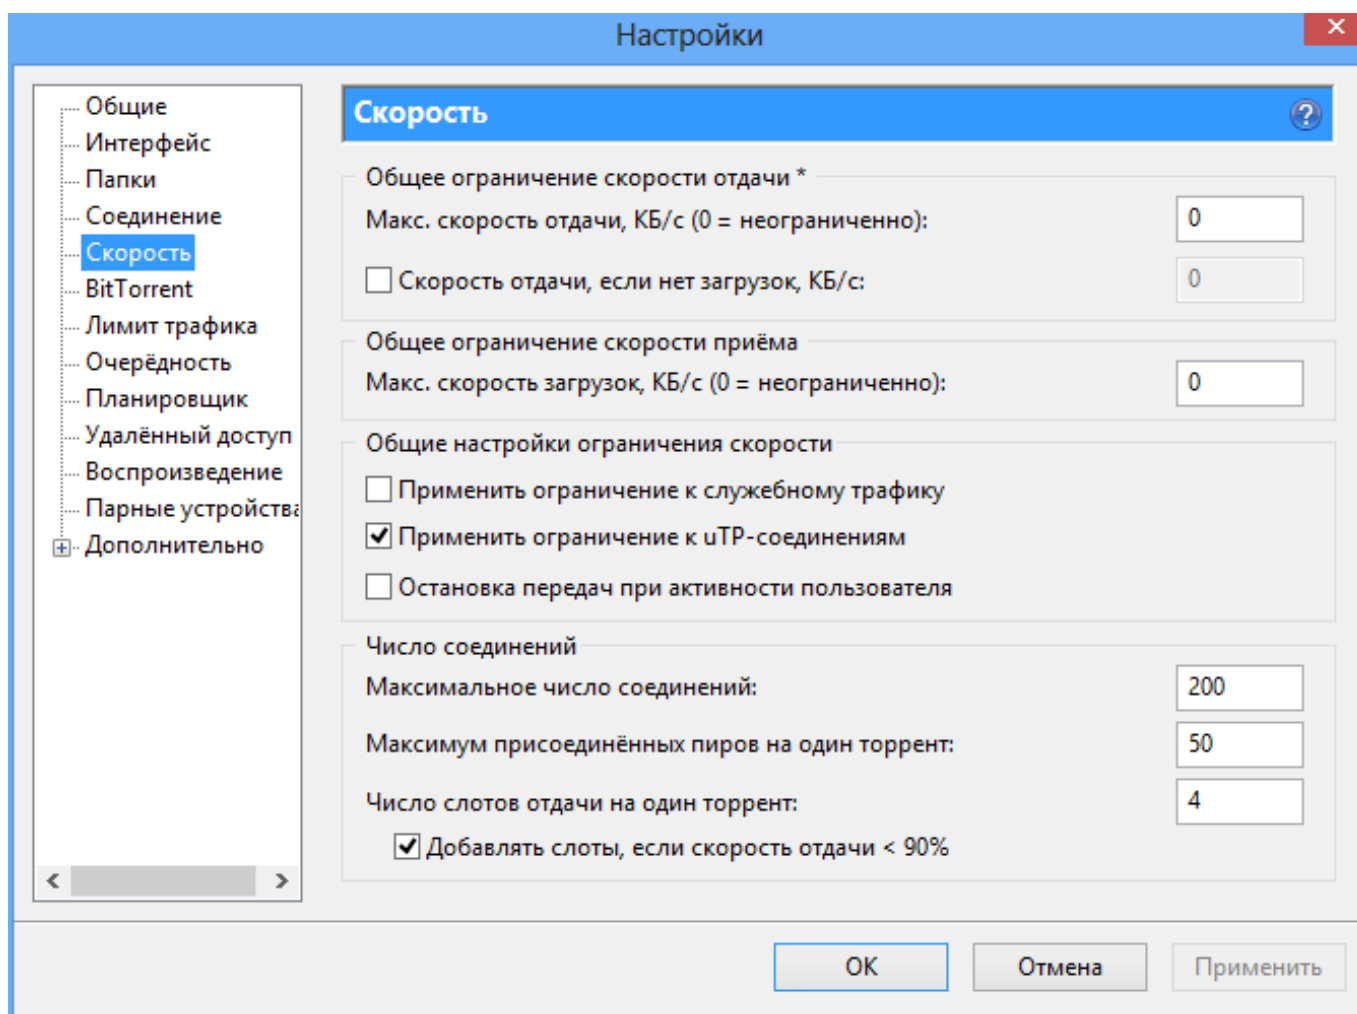 Настройки
Общие
Интерфейс
Папки
Соединение
Скорость
BitTorrent
Лимит трафика
Очерёдность
Планировщик
Удалённый доступ
Воспроизведение
Парные устройства
Дополнительно
Скорость
Общее ограничение скорости отдачи *
Макс. скорость отдачи, КБ/с (0 = неограниченно): 0
Скорость отдачи, если нет загрузок, КБ/с: 0
Общее ограничение скорости приёма
Макс. скорость загрузок, КБ/с (0 = неограниченно): 0
Общие настройки ограничения скорости
Применить ограничение к служебному трафику
Применить ограничение к uTP-соединениям
Остановка передач при активности пользователя
Число соединений
Максимальное число соединений: 200
Максимум присоединённых пиров на один торрент: 50
Число слотов отдачи на один торрент: 4
Добавлять слоты, если скорость отдачи < 90%
ОК
Отмена
Применить